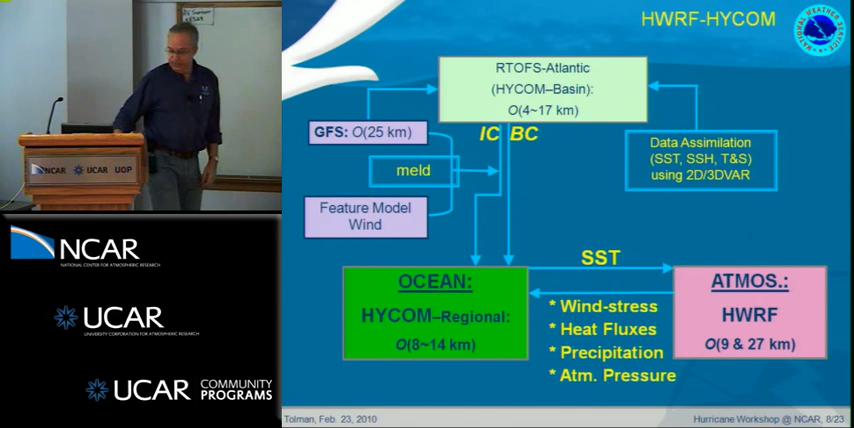 HWRF-HYCOM
NATIONAL WEATHER SERVICE
RTOFS-Atlantic
(HYCOM–Basin):
O(4~17 km)
IC BC
GFS: O(25 km)
Data Assimilation
(SST, SSH, T&S)
using 2D/3DVAR
meld
Feature Model
Wind
SST
OCEAN:
HYCOM–Regional:
O(8~14 km)
ATMOS.:
HWRF
O(9 & 27 km)
* Wind-stress
* Heat Fluxes
* Precipitation
* Atm. Pressure
Tolman, Feb. 23, 2010
Hurricane Workshop @ NCAR, 8/23
NCAR UCAR UOP
NCAR
NATIONAL CENTER FOR ATMOSPHERIC RESEARCH
UCAR
UNIVERSITY CORPORATION FOR ATMOSPHERIC RESEARCH
UCAR COMMUNITY
PROGRAMS